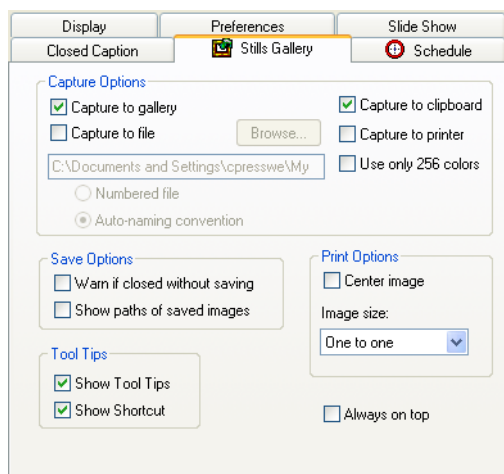 Display Preferences Slide Show
Closed Caption Stills Gallery Schedule
Capture Options
Capture to gallery
Capture to file Browse...
C:\Documents and Settings\cpresswe\My
Numbered file
Auto-naming convention
Capture to clipboard
Capture to printer
Use only 256 colors
Save Options
Warn if closed without saving
Show paths of saved images
Print Options
Center image
Image size:
One to one
Tool Tips
Show Tool Tips
Show Shortcut
Always on top